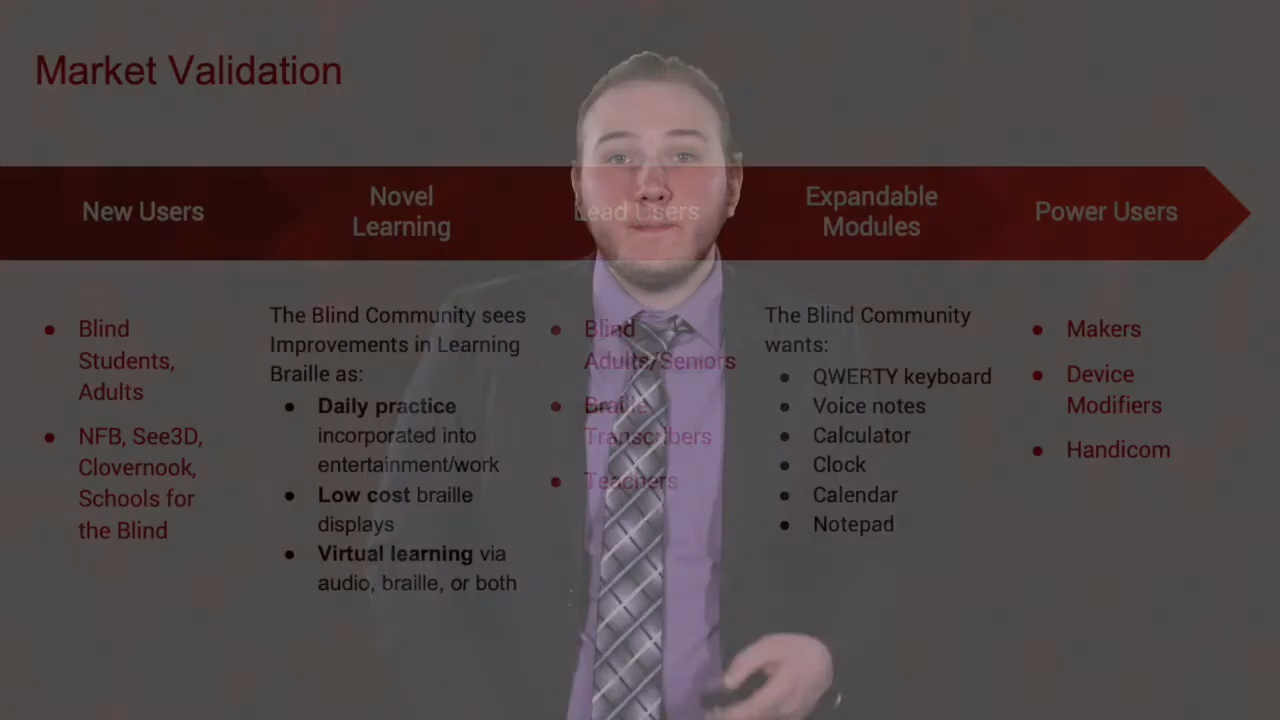 Market Validation
New Users
Novel
Learning
Lead Users
Expandable
Modules
Power Users
• Blind
Students,
Adults
• NFB, See3D,
Clovernook,
Schools for
the Blind
The Blind Community sees
Improvements in Learning
Braille as:
• Daily practice
incorporated into
entertainment/work
• Low cost braille
displays
• Virtual learning via
audio, braille, or both
• Blind
Adults/Seniors
• Braille
Transcribers
• Teachers
The Blind Community
wants:
• QWERTY keyboard
• Voice notes
• Calculator
• Clock
• Calendar
• Notepad
• Makers
• Device
Modifiers
• Handicom